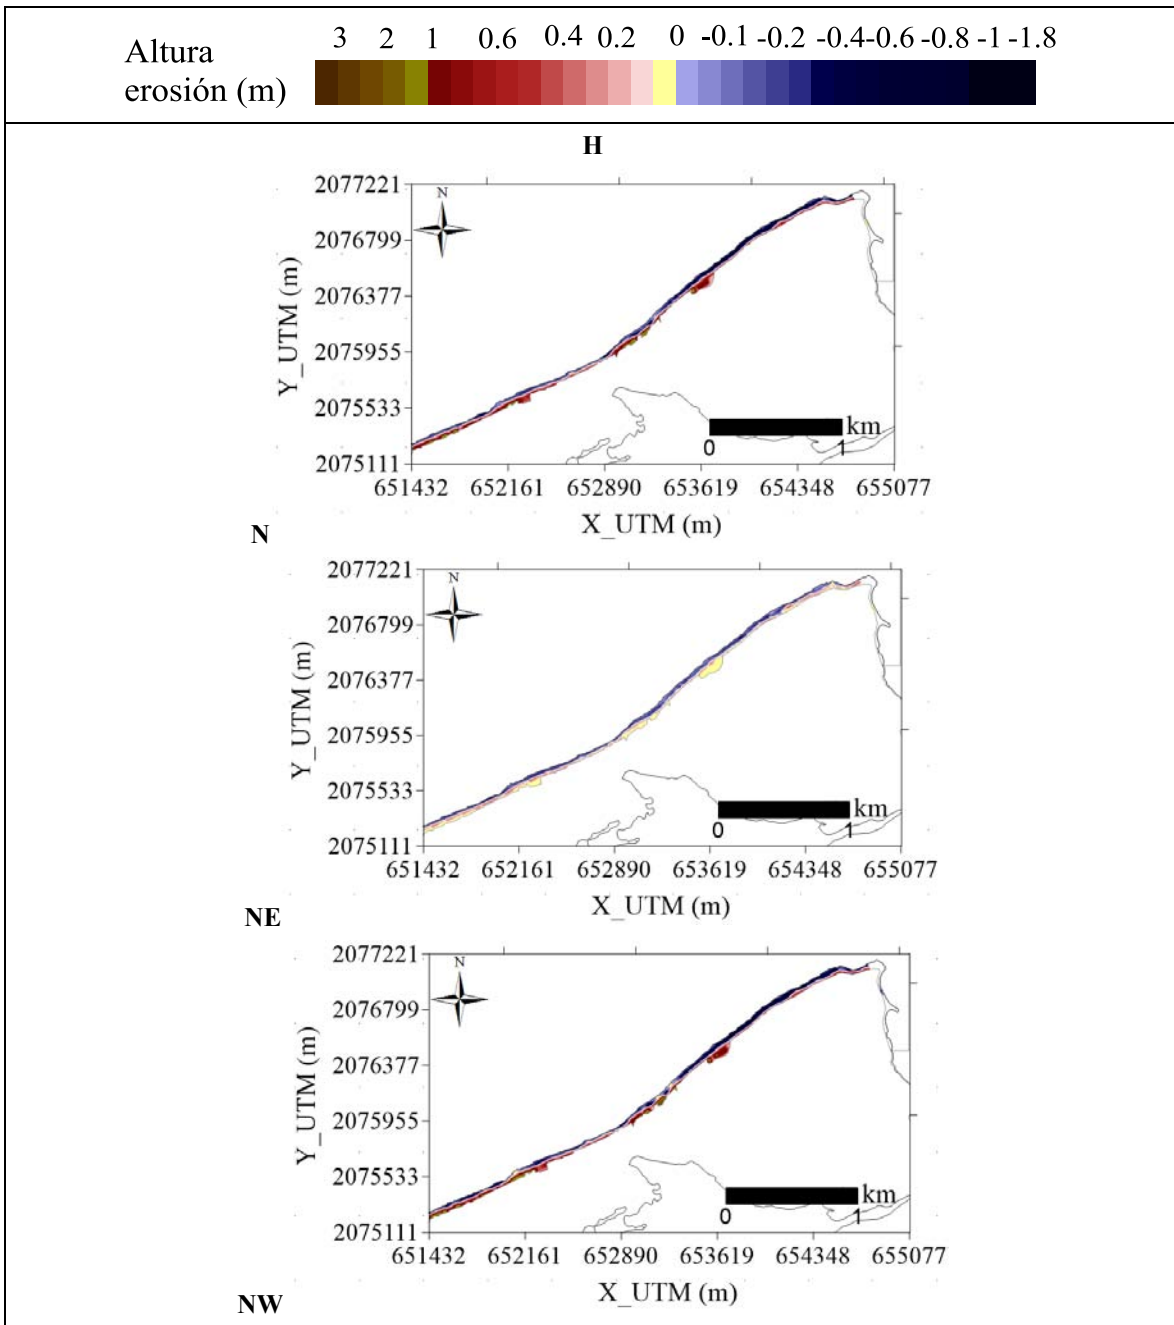 Altura
erosión (m)
3 2 1 0.6 0.4 0.2 0 -0.1 -0.2 -0.4 -0.6 -0.8 -1 -1.8
H
N
2077221
2076799
2076377
2075955
2075533
2075111
Y_UTM (m)
km
0 1
651432 652161 652890 653619 654348 655077
X_UTM (m)
N
N
2077221
2076799
2076377
2075955
2075533
2075111
Y_UTM (m)
km
0 1
651432 652161 652890 653619 654348 655077
X_UTM (m)
NE
N
2077221
2076799
2076377
2075955
2075533
2075111
Y_UTM (m)
km
0 1
651432 652161 652890 653619 654348 655077
X_UTM (m)
NW